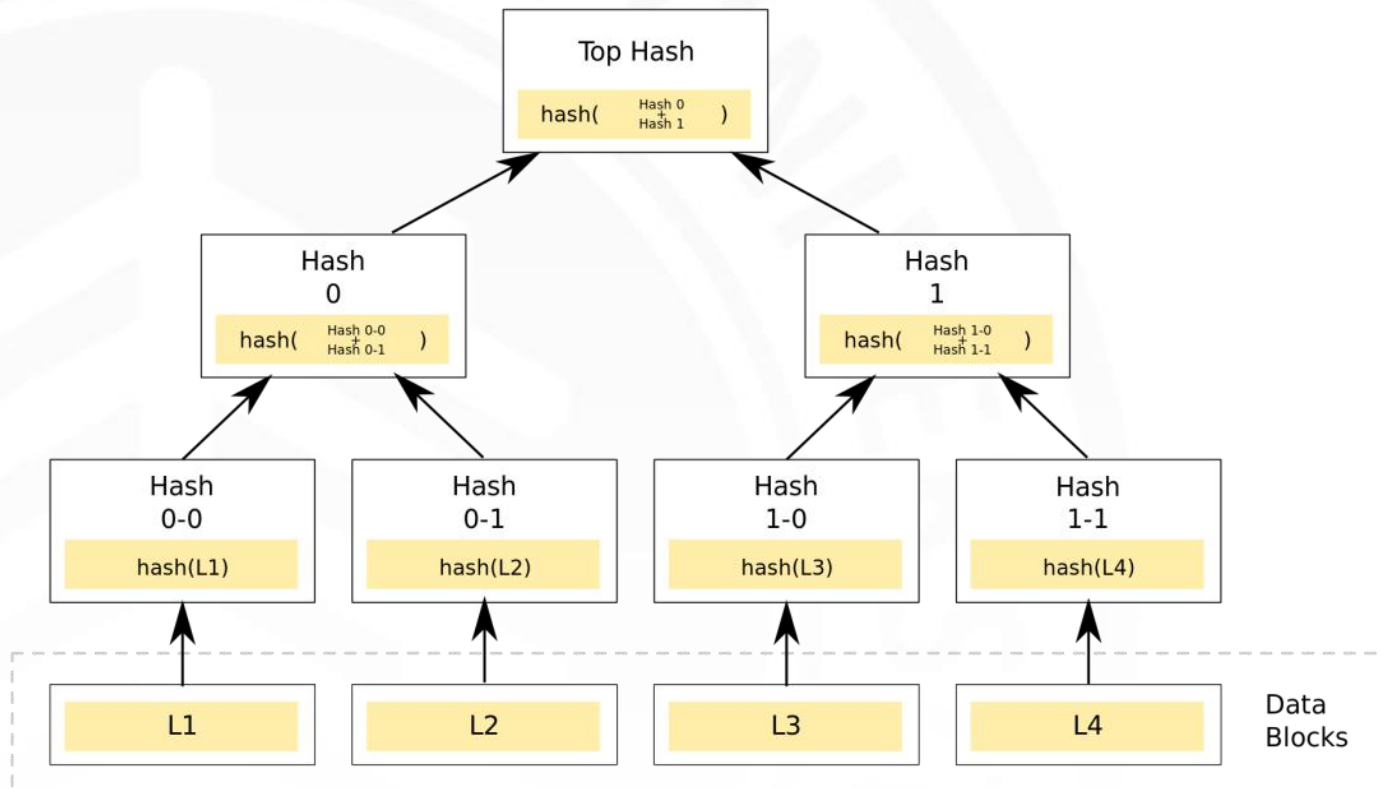 Top Hash
hash( Hash 0 + Hash 1 )
Hash
0
hash( Hash 0-0 + Hash 0-1 )
Hash
1
hash( Hash 1-0 + Hash 1-1 )
Hash
0-0
hash(L1)
Hash
0-1
hash(L2)
Hash
1-0
hash(L3)
Hash
1-1
hash(L4)
L1
L2
L3
L4
Data
Blocks